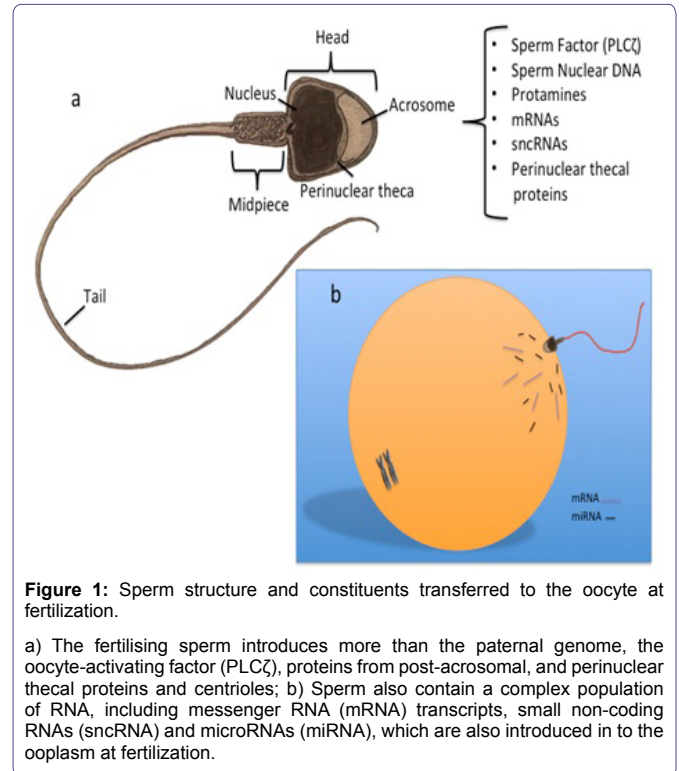 Head
a
Nucleus
Acrosome
Perinuclear theca
Midpiece
Tail
• Sperm Factor (PLCζ)
• Sperm Nuclear DNA
• Protamines
• mRNAs
• sncRNAs
• Perinuclear thecal
proteins
b
mRNA
miRNA
Figure 1: Sperm structure and constituents transferred to the oocyte at
fertilization.
a) The fertilising sperm introduces more than the paternal genome, the
oocyte-activating factor (PLCζ), proteins from post-acrosomal, and perinuclear
thecal proteins and centrioles; b) Sperm also contain a complex population
of RNA, including messenger RNA (mRNA) transcripts, small non-coding
RNAs (sncRNA) and microRNAs (miRNA), which are also introduced in to the
ooplasm at fertilization.